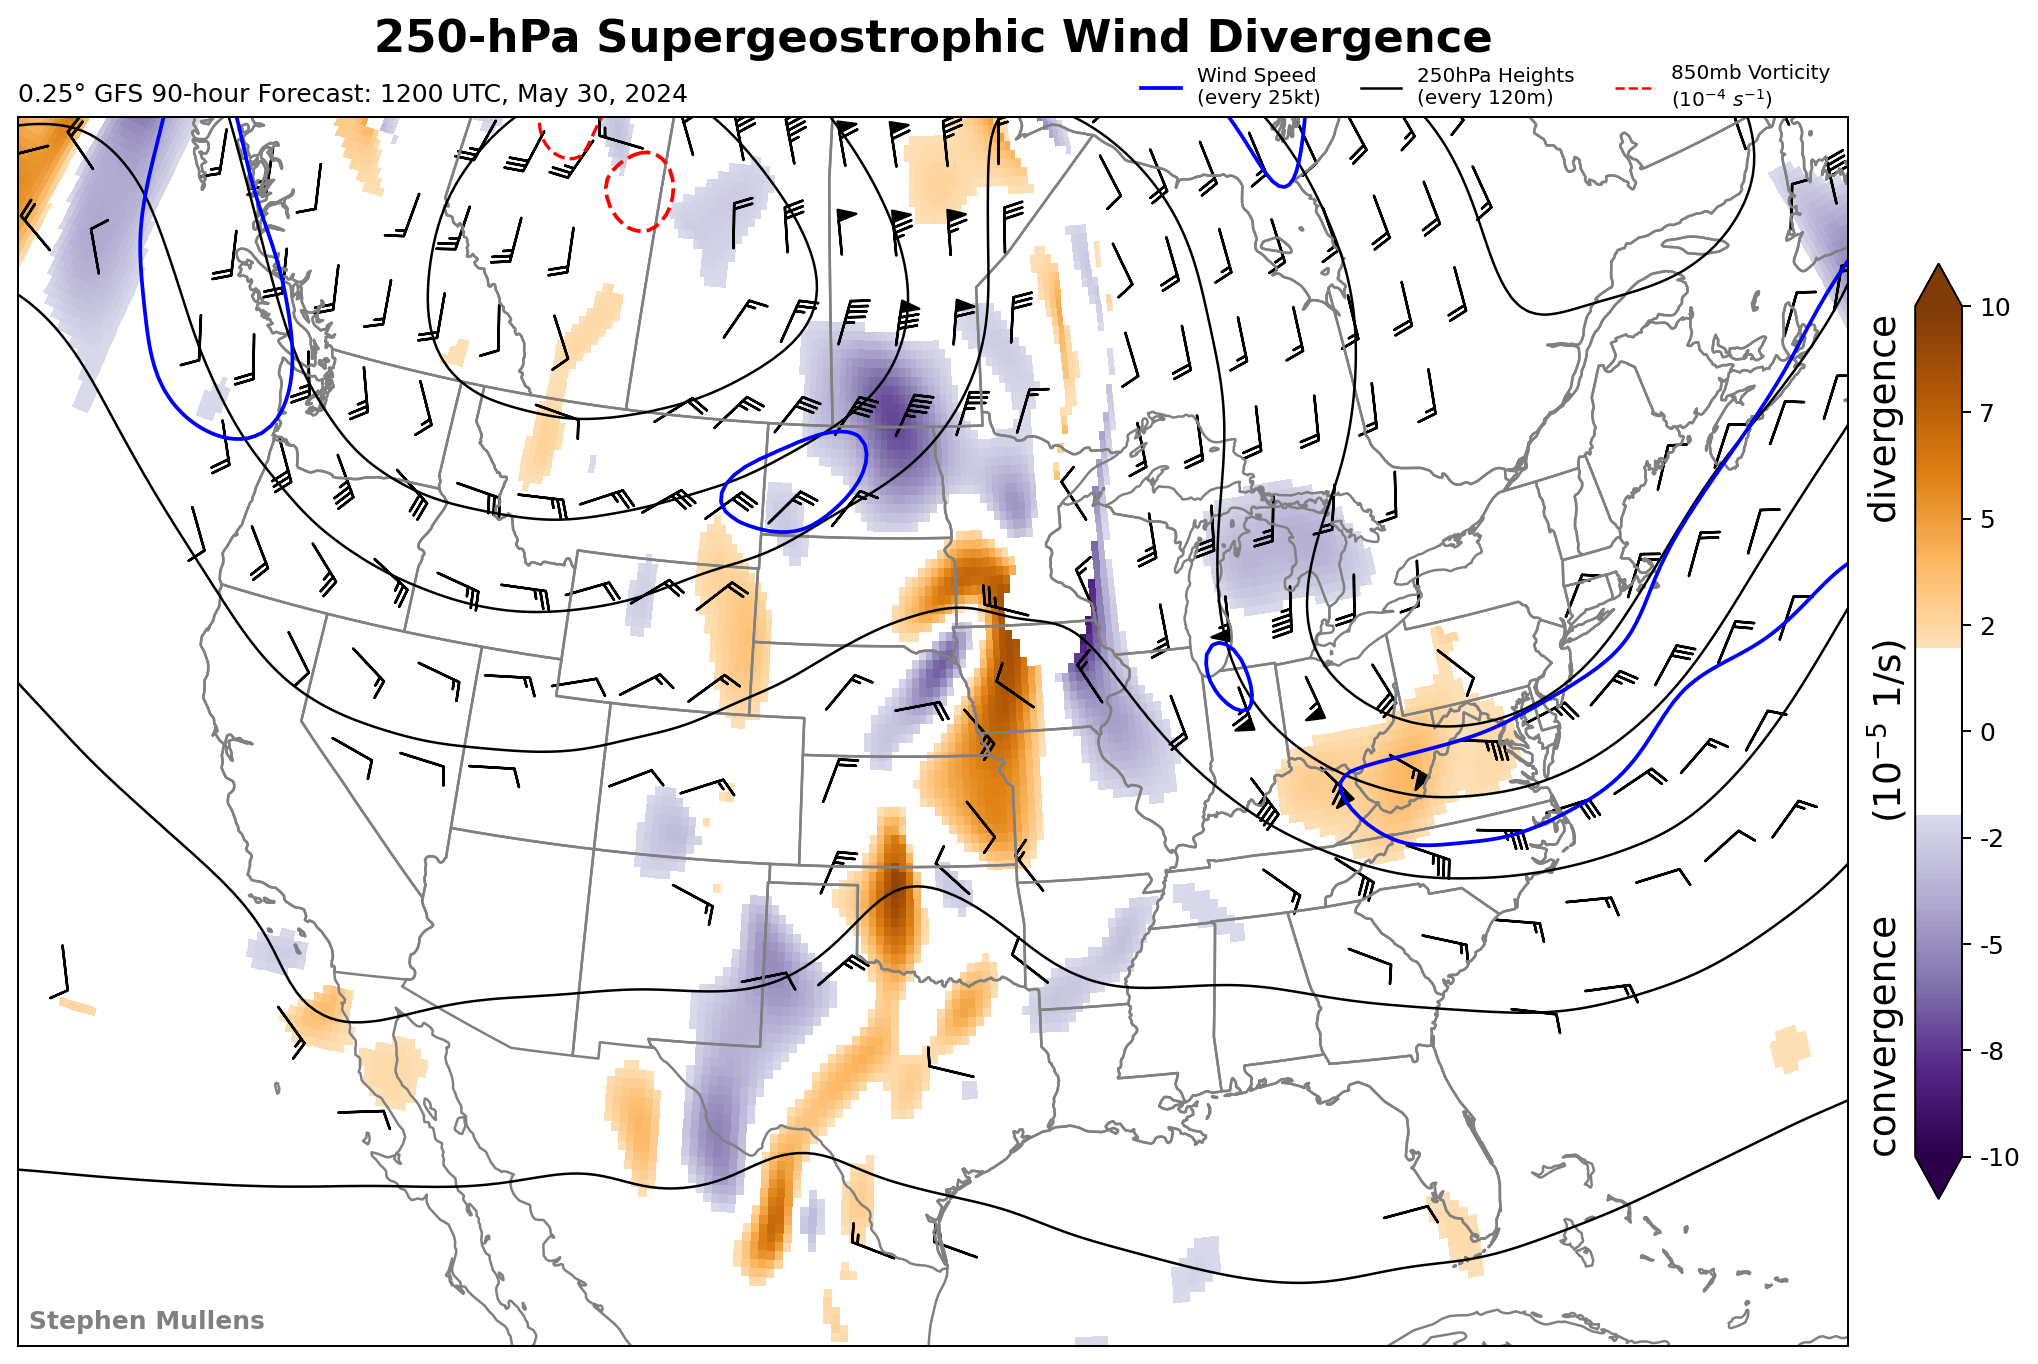 250-hPa Supergeostrophic Wind Divergence
0.25° GFS 90-hour Forecast: 1200 UTC, May 30, 2024
Wind Speed
(every 25kt)
250hPa Heights
(every 120m)
850mb Vorticity
(10⁻⁴ s⁻¹)
10
7
5
2
0
-2
-5
-8
-10
convergence (10⁻⁵ 1/s) divergence
Stephen Mullens